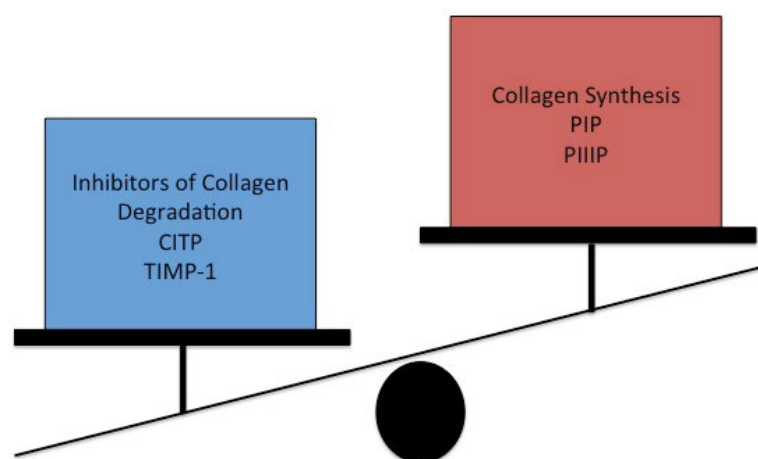 Inhibitors of Collagen
Degradation
CITP
TIMP-1
Collagen Synthesis
PIP
PIIIP